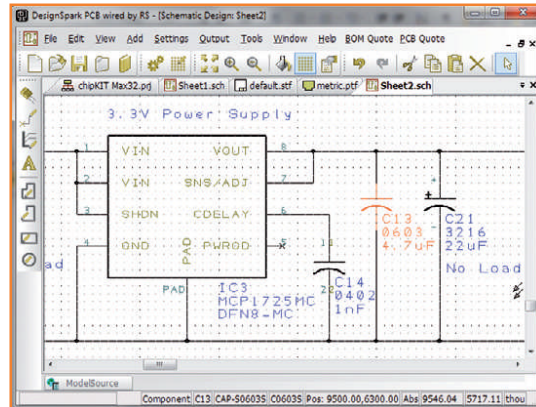 DesignSpark PCB wired by RS - [Schematic Design: Sheet2]
File Edit View Add Settings Output Tools Window Help BOM Quote PCB Quote
chipKIT Max32.prj Sheet1.sch default.stf metric.ptf Sheet2.sch
3.3V Power Supply
1 VIN VOUT 8
2 VIN SNS/ADJ 7
3 SHDN CDELAY 6
4 GND PAD PWROD 5
ad
PAD
IC3
MCP1725MC
DFN8-MC
C14
0402
1nF
C13
0603
4.7uF
C21
3216
22uF
No Load
ModelSource
Component C13 CAP-S0603S C0603S Pos: 9500.00,6300.00 Abs 9546.04 5717.11 thou